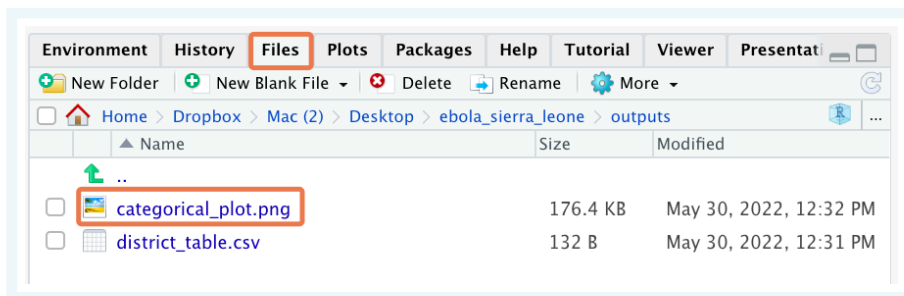 Environment History Files Plots Packages Help Tutorial Viewer Presentati
New Folder New Blank File Delete Rename More
Home > Dropbox > Mac (2) > Desktop > ebola_sierra_leone > outputs R ...
Name Size Modified
..
categorical_plot.png 176.4 KB May 30, 2022, 12:32 PM
district_table.csv 132 B May 30, 2022, 12:31 PM